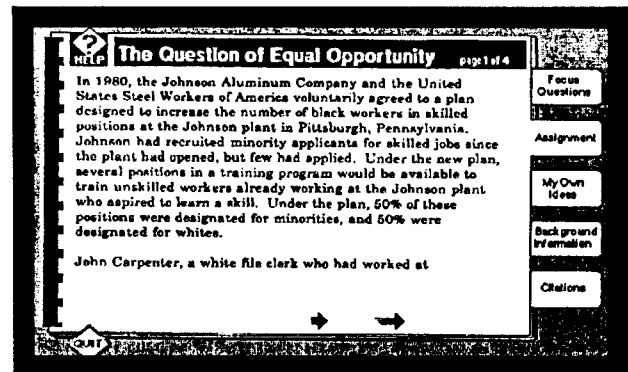 ?
HELP
The Question of Equal Opportunity
page 1 of 4
In 1980, the Johnson Aluminum Company and the United
States Steel Workers of America voluntarily agreed to a plan
designed to increase the number of black workers in skilled
positions at the Johnson plant in Pittsburgh, Pennsylvania.
Johnson had recruited minority applicants for skilled jobs since
the plant had opened, but few had applied. Under the new plan,
several positions in a training program would be available to
train unskilled workers already working at the Johnson plant
who aspired to learn a skill. Under the plan, 50% of these
positions were designated for minorities, and 50% were
designated for whites.
John Carpenter, a white file clerk who had worked at
Focus
Questions
Assignment
My Own
Ideas
Background
Information
Citations
QUIT